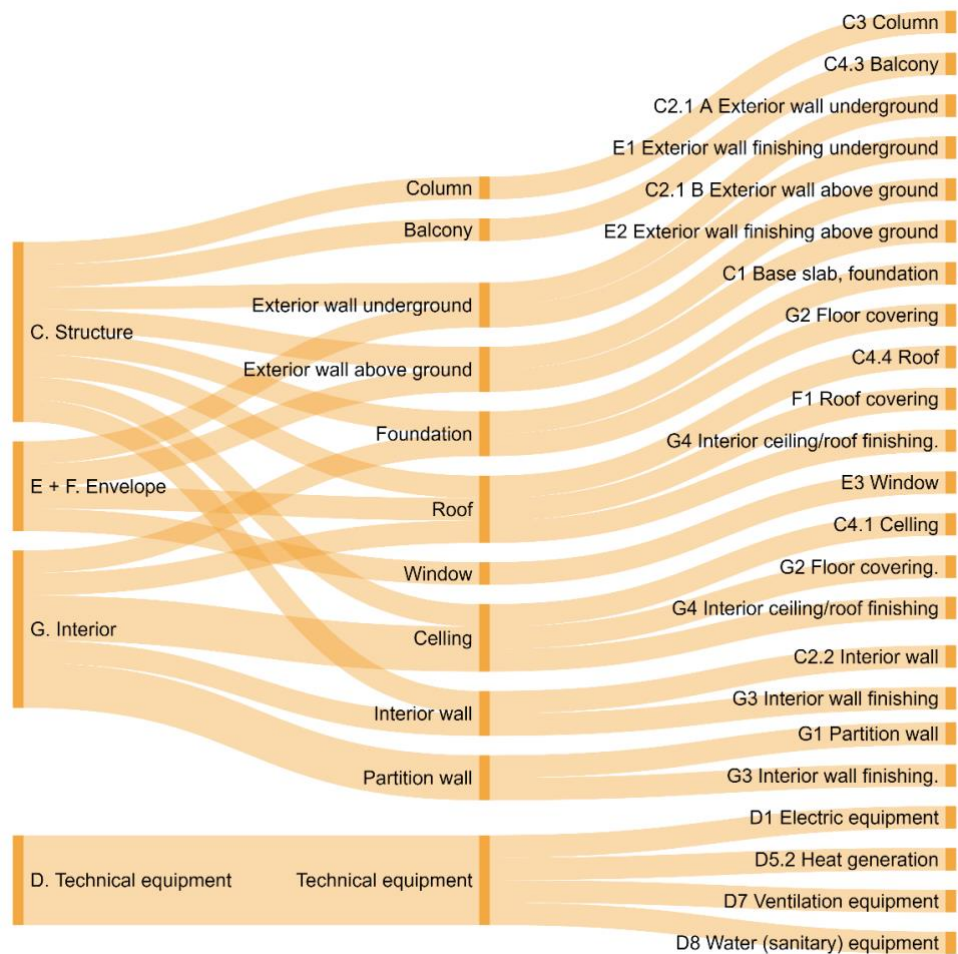 C. Structure
E + F. Envelope
G. Interior
D. Technical equipment
Column
Balcony
Exterior wall underground
Exterior wall above ground
Foundation
Roof
Window
Celling
Interior wall
Partition wall
Technical equipment
C3 Column
C4.3 Balcony
C2.1 A Exterior wall underground
E1 Exterior wall finishing underground
C2.1 B Exterior wall above ground
E2 Exterior wall finishing above ground
C1 Base slab, foundation
G2 Floor covering
C4.4 Roof
F1 Roof covering
G4 Interior ceiling/roof finishing.
E3 Window
C4.1 Celling
G2 Floor covering.
G4 Interior ceiling/roof finishing
C2.2 Interior wall
G3 Interior wall finishing
G1 Partition wall
G3 Interior wall finishing.
D1 Electric equipment
D5.2 Heat generation
D7 Ventilation equipment
D8 Water (sanitary) equipment